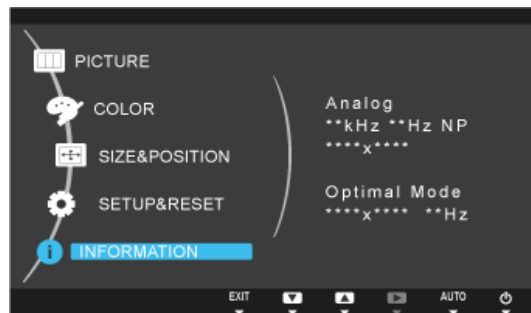 PICTURE
COLOR
SIZE&POSITION
SETUP&RESET
INFORMATION
Analog
**kHz **Hz NP
****x****
Optimal Mode
****x**** **Hz
EXIT
AUTO